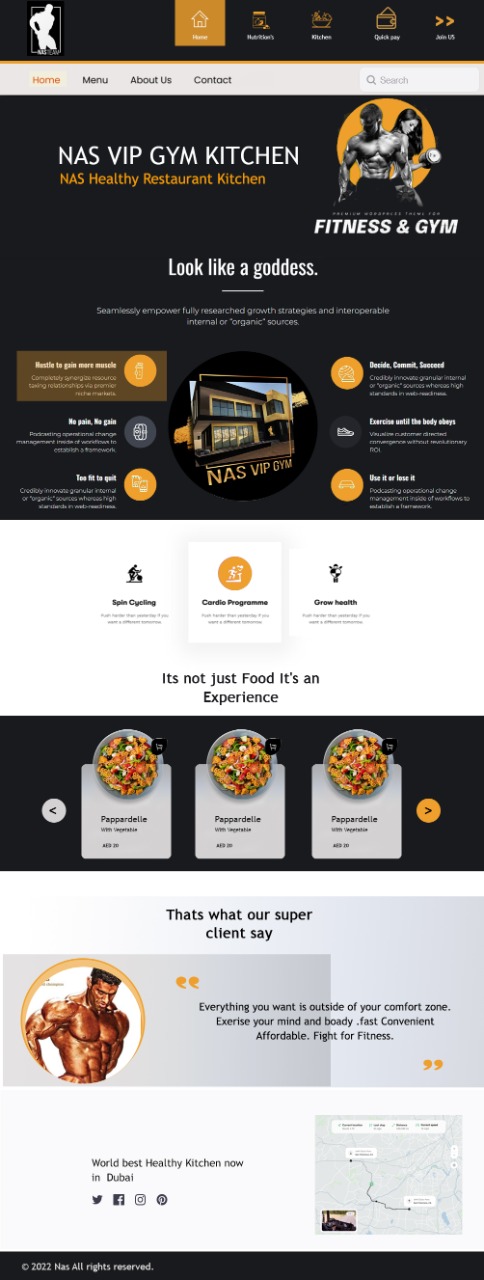 NAS TEAM
Home
Nutrition's
Kitchen
Quick pay
Join US
Home
Menu
About Us
Contact
Search
NAS VIP GYM KITCHEN
NAS Healthy Restaurant Kitchen
PREMIUM WORDPRESS THEME FOR
FITNESS & GYM
Look like a goddess.
Seamlessly empower fully researched growth strategies and interoperable
internal or "organic" sources.
Hustle to gain more muscle
Completely synergize resource
taxing relationships via premier
niche markets.
No pain, No gain
Podcasting operational change
management inside of workflows to
establish a framework.
Too fit to quit
Credibly innovate granular internal
or "organic" sources whereas high
standards in web-readiness.
NAS VIP GYM
Decide, Commit, Succeed
Credibly innovate granular internal
or "organic" sources whereas high
standards in web-readiness.
Exercise until the body obeys
Visualize customer directed
convergence without revolutionary
ROI.
Use it or lose it
Podcasting operational change
management inside of workflows to
establish a framework.
Spin Cycling
Push harder than yesterday if you
want a different tomorrow.
Cardio Programme
Push harder than yesterday if you
want a different tomorrow.
Grow health
Push harder than yesterday if you
want a different tomorrow.
Its not just Food It's an
Experience
<
Pappardelle
With Vegetable
AED 20
Pappardelle
With Vegetable
AED 20
Pappardelle
With Vegetable
AED 20
>
Thats what our super
client say
Everything you want is outside of your comfort zone.
Exerise your mind and boady .fast Convenient
Affordable. Fight for Fitness.
World best Healthy Kitchen now
in Dubai
© 2022 Nas All rights reserved.